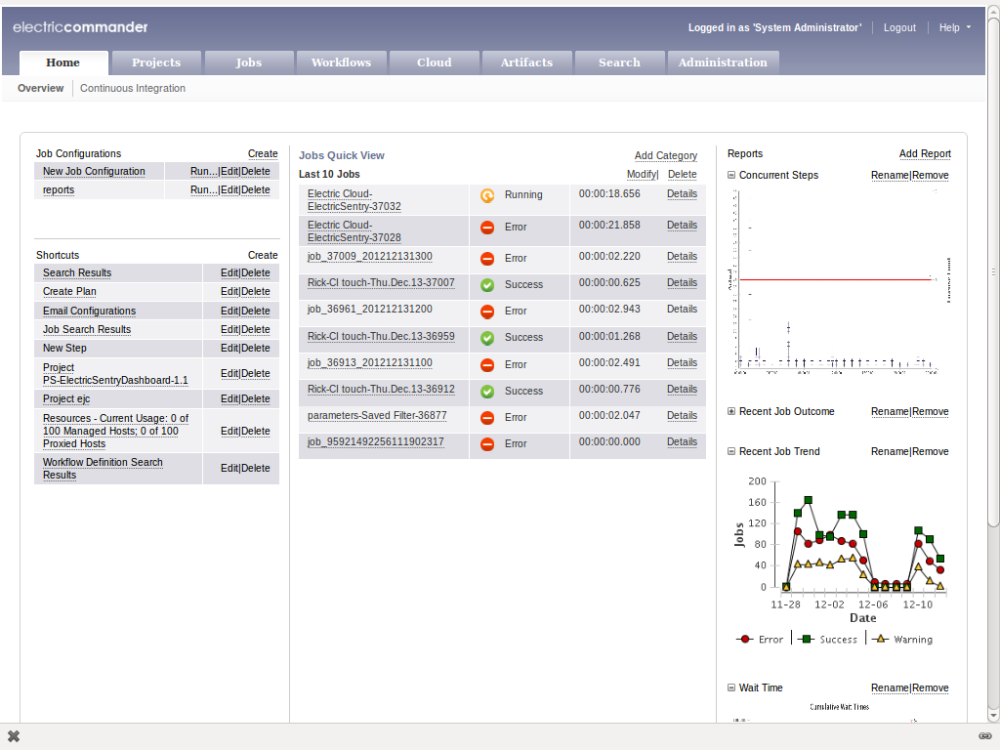 electriccommander
Logged in as 'System Administrator'
Logout
Help
Home
Projects
Jobs
Workflows
Cloud
Artifacts
Search
Administration
Overview
Continuous Integration
Job Configurations
Create
New Job Configuration
Run...|Edit|Delete
reports
Run...|Edit|Delete
Shortcuts
Create
Search Results
Edit|Delete
Create Plan
Edit|Delete
Email Configurations
Edit|Delete
Job Search Results
Edit|Delete
New Step
Edit|Delete
Project
PS-ElectricSentryDashboard-1.1
Edit|Delete
Project ejc
Edit|Delete
Resources - Current Usage: 0 of
100 Managed Hosts; 0 of 100
Proxied Hosts
Edit|Delete
Workflow Definition Search
Results
Edit|Delete
Jobs Quick View
Add Category
Last 10 Jobs
Modify|
Delete
Electric Cloud-
ElectricSentry-37032
Running
00:00:18.656
Details
Electric Cloud-
ElectricSentry-37028
Error
00:00:21.858
Details
job_37009_201212131300
Error
00:00:02.220
Details
Rick-CI touch-Thu.Dec.13-37007
Success
00:00:00.625
Details
job_36961_201212131200
Error
00:00:02.943
Details
Rick-CI touch-Thu.Dec.13-36959
Success
00:00:01.268
Details
job_36913_201212131100
Error
00:00:02.491
Details
Rick-CI touch-Thu.Dec.13-36912
Success
00:00:00.776
Details
parameters-Saved Filter-36877
Error
00:00:02.047
Details
job_95921492256111902317
Error
00:00:00.000
Details
Reports
Add Report
Concurrent Steps
Rename|Remove
Recent Job Outcome
Rename|Remove
Recent Job Trend
Rename|Remove
200
160
120
80
40
0
Jobs
11-28
12-02
12-06
12-10
Date
Error
Success
Warning
Wait Time
Rename|Remove
Cumulative Wait Times